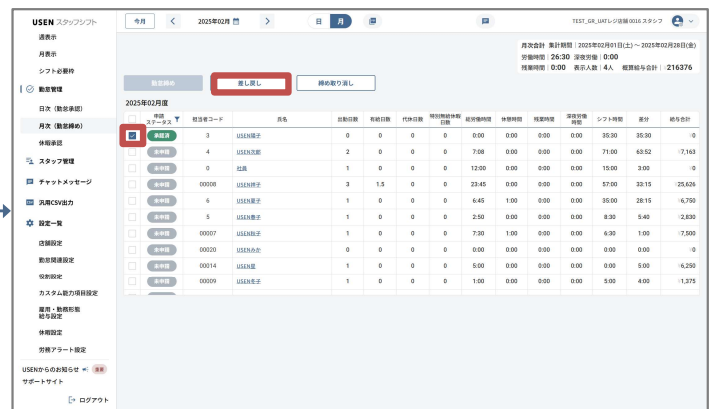 USEN スタッフシフト
今月
2025年02月
日
月
TEST_GR_UATレジ店舗 0016 スタシフ
週表示
月表示
シフト必要枠
勤怠管理
日次（勤怠承認）
月次（勤怠締め）
休暇承認
スタッフ管理
チャットメッセージ
汎用CSV出力
設定一覧
店舗設定
勤怠関連設定
役割設定
カスタム能力項目設定
雇用・勤務形態
給与設定
休暇設定
労務アラート設定
USENからのお知らせ 重要
サポートサイト
ログアウト
月次合計 集計期間｜2025年02月01日(土)～2025年02月28日(金)
労働時間｜26:30 深夜労働｜0:00
残業時間｜0:00 表示人数｜4人 概算給与合計｜216376
勤怠締め
差し戻し
締め取り消し
2025年02月度
申請ステータス 担当者コード 氏名 出勤日数 有給日数 代休日数 特別無給休暇日数 総労働時間 休憩時間 残業時間 深夜労働時間 シフト時間 差分 給与合計
承認済 3 USEN陽子 0 0 0 0 0:00 0:00 0:00 0:00 35:30 35:30 0
未申請 4 USEN次郎 2 0 0 0 7:08 0:00 0:00 0:00 71:00 63:52 7,163
未申請 0 社員 1 0 0 0 12:00 0:00 0:00 0:00 15:00 3:00 0
未申請 00008 USEN祥子 3 1.5 0 0 23:45 0:00 0:00 0:00 57:00 33:15 25,626
未申請 6 USEN夏子 1 0 0 0 6:45 1:00 0:00 0:00 35:00 28:15 6,750
未申請 5 USEN善子 1 0 0 0 2:50 0:00 0:00 0:00 8:30 5:40 2,830
未申請 00007 USEN和子 1 0 0 0 7:30 1:00 0:00 0:00 6:30 1:00 7,500
未申請 00020 USENみか 0 0 0 0 0:00 0:00 0:00 0:00 0:00 0:00 0
未申請 00014 USEN星 1 0 0 0 5:00 0:00 0:00 0:00 0:00 5:00 6,250
未申請 00009 USEN冬子 1 0 0 0 1:00 0:00 0:00 0:00 5:00 4:00 1,375